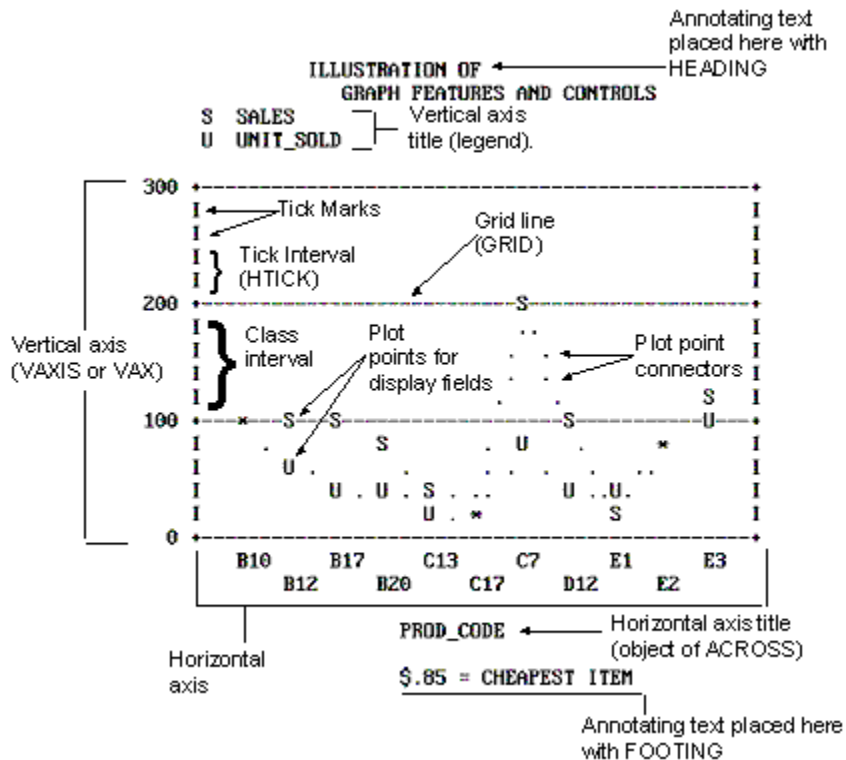 Annotating text
placed here with
HEADING
ILLUSTRATION OF
GRAPH FEATURES AND CONTROLS
S SALES
U UNIT_SOLD
Vertical axis
title (legend).
300
Tick Marks
Grid line
(GRID)
Tick Interval
(HTICK)
200 S
Vertical axis
(VAXIS or VAX)
Class
interval
Plot
points for
display fields
Plot point
connectors
S
100 * S S S U
S U *
U
U U S U U
U * S
0
B10 B17 C13 C7 E1 E3
B12 B20 C17 D12 E2
PROD_CODE
Horizontal axis title
(object of ACROSS)
Horizontal
axis
$.85 = CHEAPEST ITEM
Annotating text placed here
with FOOTING